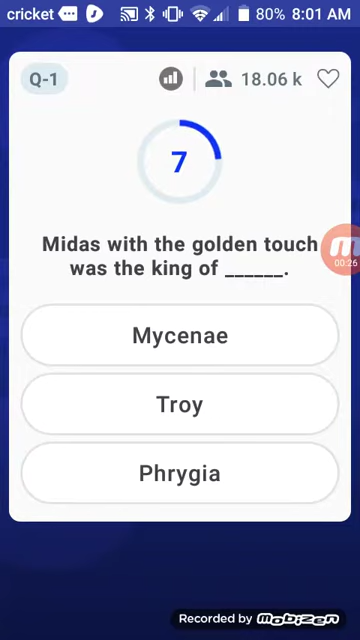 cricket 80% 8:01 AM
Q-1 18.06 k
7
Midas with the golden touch
was the king of ______.
00:26
Mycenae
Troy
Phrygia
Recorded by mobizen